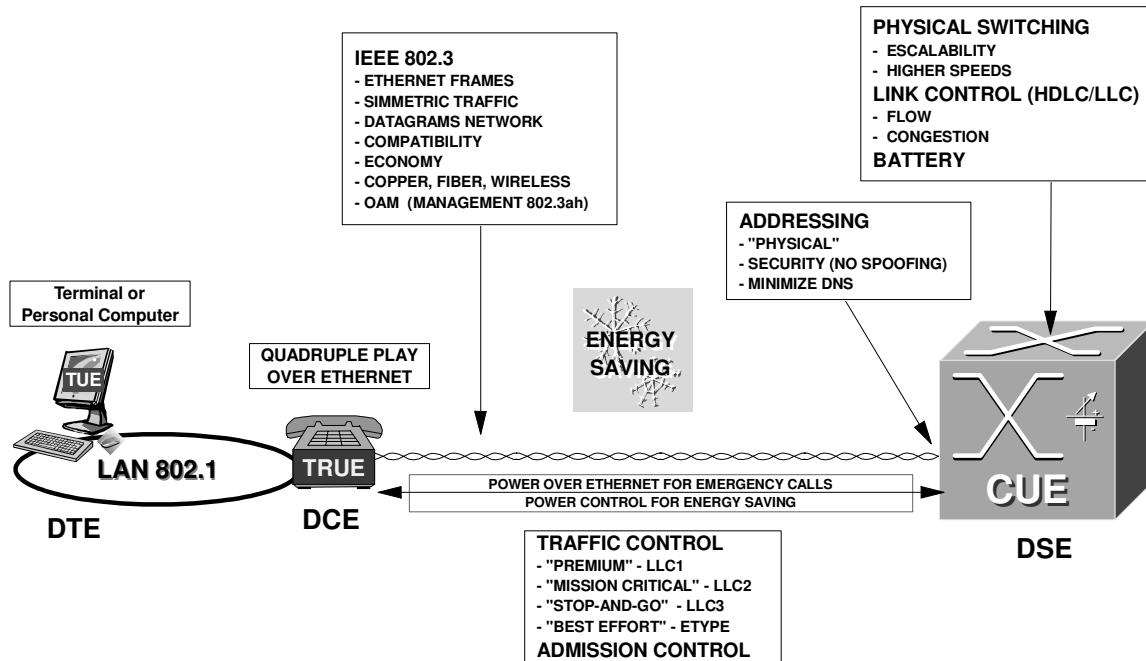 IEEE 802.3
- ETHERNET FRAMES
- SIMMETRIC TRAFFIC
- DATAGRAMS NETWORK
- COMPATIBILITY
- ECONOMY
- COPPER, FIBER, WIRELESS
- OAM (MANAGEMENT 802.3ah)
PHYSICAL SWITCHING
- ESCALABILITY
- HIGHER SPEEDS
LINK CONTROL (HDLC/LLC)
- FLOW
- CONGESTION
BATTERY
ADDRESSING
- "PHYSICAL"
- SECURITY (NO SPOOFING)
- MINIMIZE DNS
Terminal or
Personal Computer
QUADRUPLE PLAY
OVER ETHERNET
ENERGY
SAVING
TUE
LAN 802.1
TRUE
DTE
DCE
POWER OVER ETHERNET FOR EMERGENCY CALLS
POWER CONTROL FOR ENERGY SAVING
CUE
DSE
TRAFFIC CONTROL
- "PREMIUM" - LLC1
- "MISSION CRITICAL" - LLC2
- "STOP-AND-GO" - LLC3
- "BEST EFFORT" - ETYPE
ADMISSION CONTROL